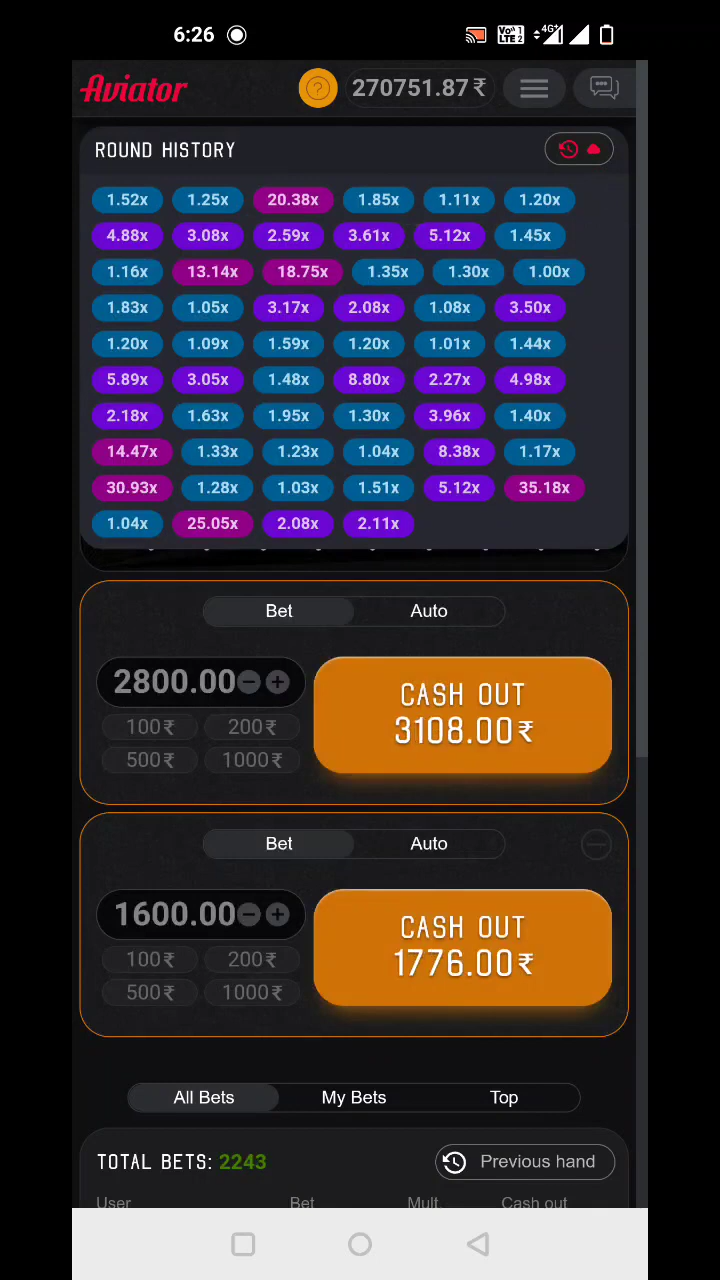 6:26 Vo 1 LTE 2 4G+
Aviator ? 270751.87 ₹
ROUND HISTORY
1.52x 1.25x 20.38x 1.85x 1.11x 1.20x
4.88x 3.08x 2.59x 3.61x 5.12x 1.45x
1.16x 13.14x 18.75x 1.35x 1.30x 1.00x
1.83x 1.05x 3.17x 2.08x 1.08x 3.50x
1.20x 1.09x 1.59x 1.20x 1.01x 1.44x
5.89x 3.05x 1.48x 8.80x 2.27x 4.98x
2.18x 1.63x 1.95x 1.30x 3.96x 1.40x
14.47x 1.33x 1.23x 1.04x 8.38x 1.17x
30.93x 1.28x 1.03x 1.51x 5.12x 35.18x
1.04x 25.05x 2.08x 2.11x
Bet Auto
2800.00
CASH OUT
3108.00₹
100₹ 200₹
500₹ 1000₹
Bet Auto
1600.00
CASH OUT
1776.00₹
100₹ 200₹
500₹ 1000₹
All Bets My Bets Top
TOTAL BETS: 2243 Previous hand
User Bet Mult. Cash out